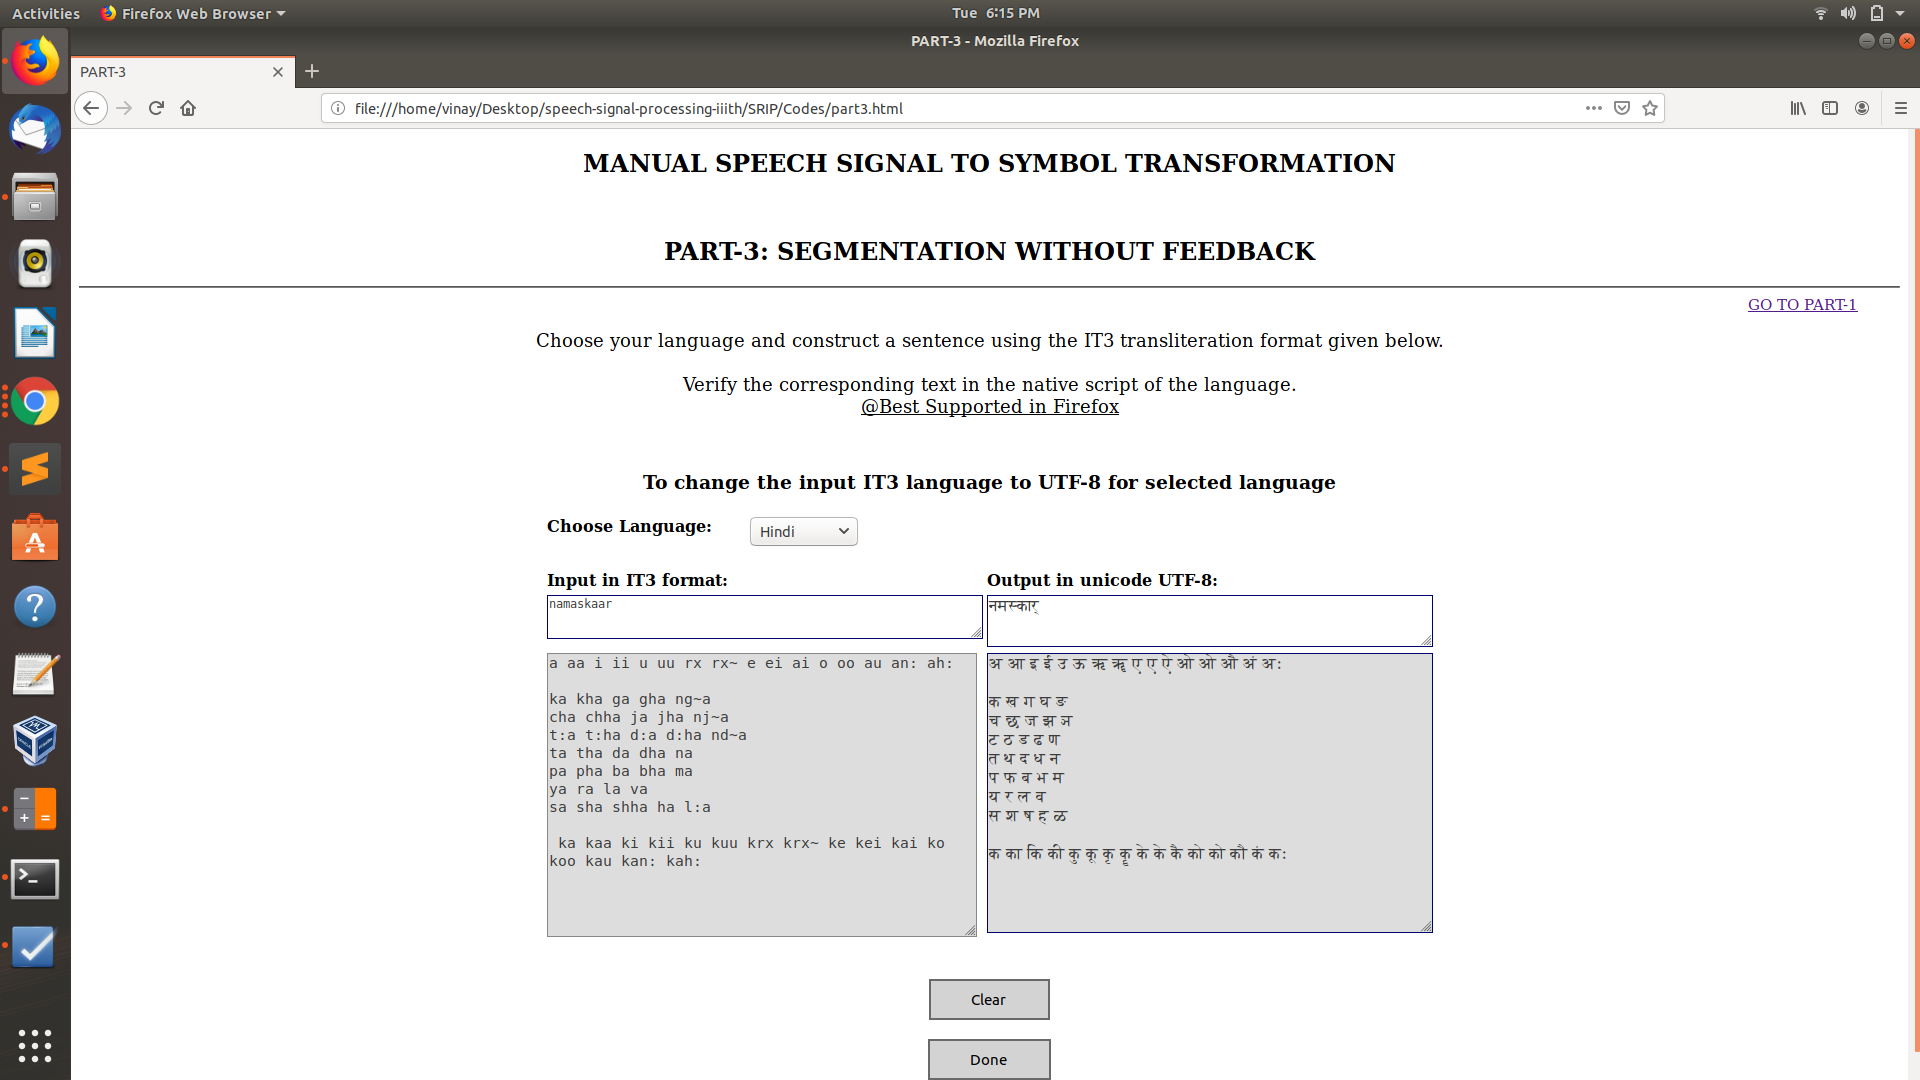 Activities
Firefox Web Browser
Tue 6:15 PM
PART-3 - Mozilla Firefox
PART-3
file:///home/vinay/Desktop/speech-signal-processing-iiith/SRIP/Codes/part3.html
MANUAL SPEECH SIGNAL TO SYMBOL TRANSFORMATION
PART-3: SEGMENTATION WITHOUT FEEDBACK
GO TO PART-1
Choose your language and construct a sentence using the IT3 transliteration format given below.
Verify the corresponding text in the native script of the language.
@Best Supported in Firefox
To change the input IT3 language to UTF-8 for selected language
Choose Language:
Hindi
Input in IT3 format:
namaskaar
a aa i ii u uu rx rx~ e ei ai o oo au an: ah:
ka kha ga gha ng~a
cha chha ja jha nj~a
t:a t:ha d:a d:ha nd~a
ta tha da dha na
pa pha ba bha ma
ya ra la va
sa sha shha ha l:a
ka kaa ki kii ku kuu krx krx~ ke kei kai ko
koo kau kan: kah:
Output in unicode UTF-8:
नमस्कार्
अ आ इ ई उ ऊ ऋ ॠ ए़ ए़ ऐ़ ओ ओ औ अं अः
क ख ग घ ङ
च छ ज झ ञ
ट ठ ड ढ ण
त थ द ध न
प फ ब भ म
य र ल व
स श ष ह ळ
क का कि की कु कू कृ कॄ के के कै को को कौ कं कः
Clear
Done